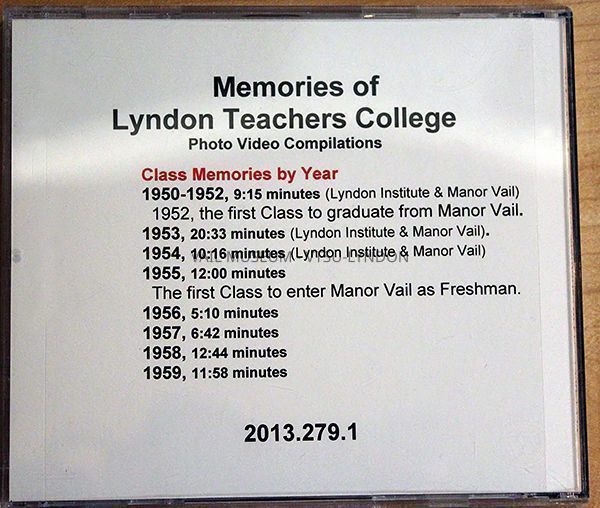 Memories of
Lyndon Teachers College
Photo Video Compilations
Class Memories by Year
1950-1952, 9:15 minutes (Lyndon Institute & Manor Vail)
1952, the first Class to graduate from Manor Vail.
1953, 20:33 minutes (Lyndon Institute & Manor Vail).
1954, 10:16 minutes (Lyndon Institute & Manor Vail)
VAIL MUSEUM - VTSU-LYNDON
1955, 12:00 minutes
The first Class to enter Manor Vail as Freshman.
1956, 5:10 minutes
1957, 6:42 minutes
1958, 12:44 minutes
1959, 11:58 minutes
2013.279.1